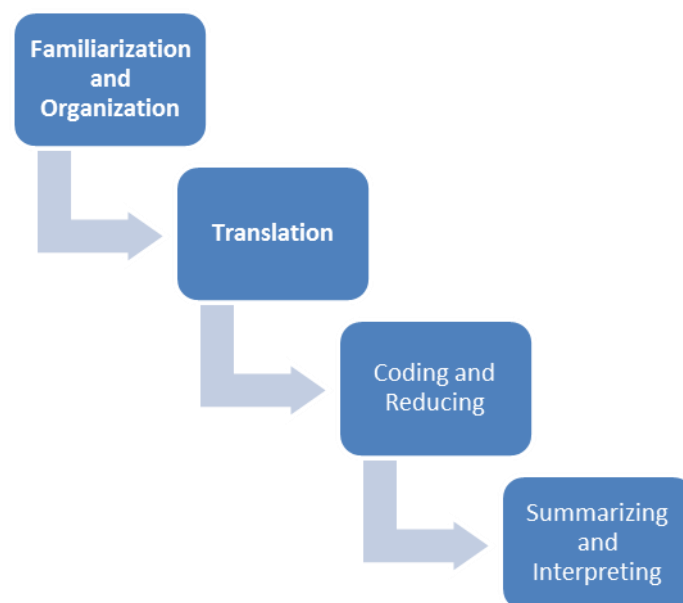 Familiarization
and
Organization
Translation
Coding and
Reducing
Summarizing
and
Interpreting